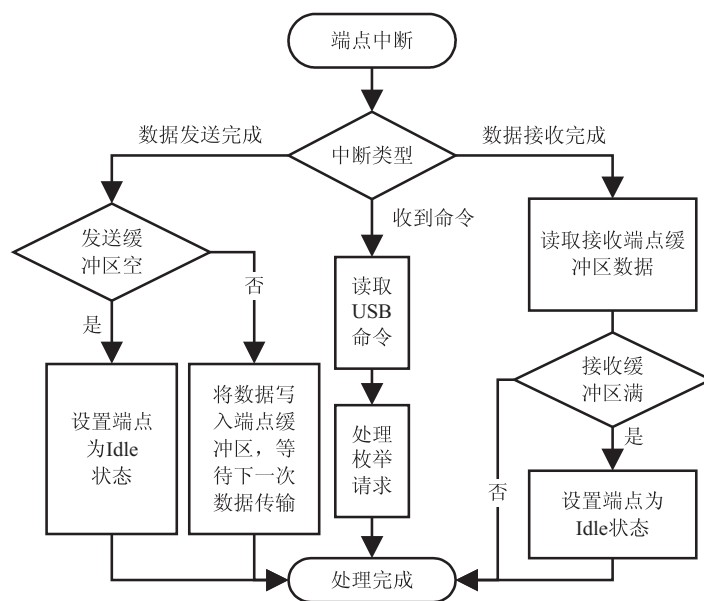 端点中断
数据发送完成
中断类型
数据接收完成
收到命令
发送缓
冲区空
否
是
读取
USB
命令
读取接收端点缓
冲区数据
接收缓
冲区满
设置端点
为Idle
状态
将数据写
入端点缓
冲区，等
待下一次
数据传输
处理
枚举
请求
是
否
设置端点为
Idle状态
处理完成